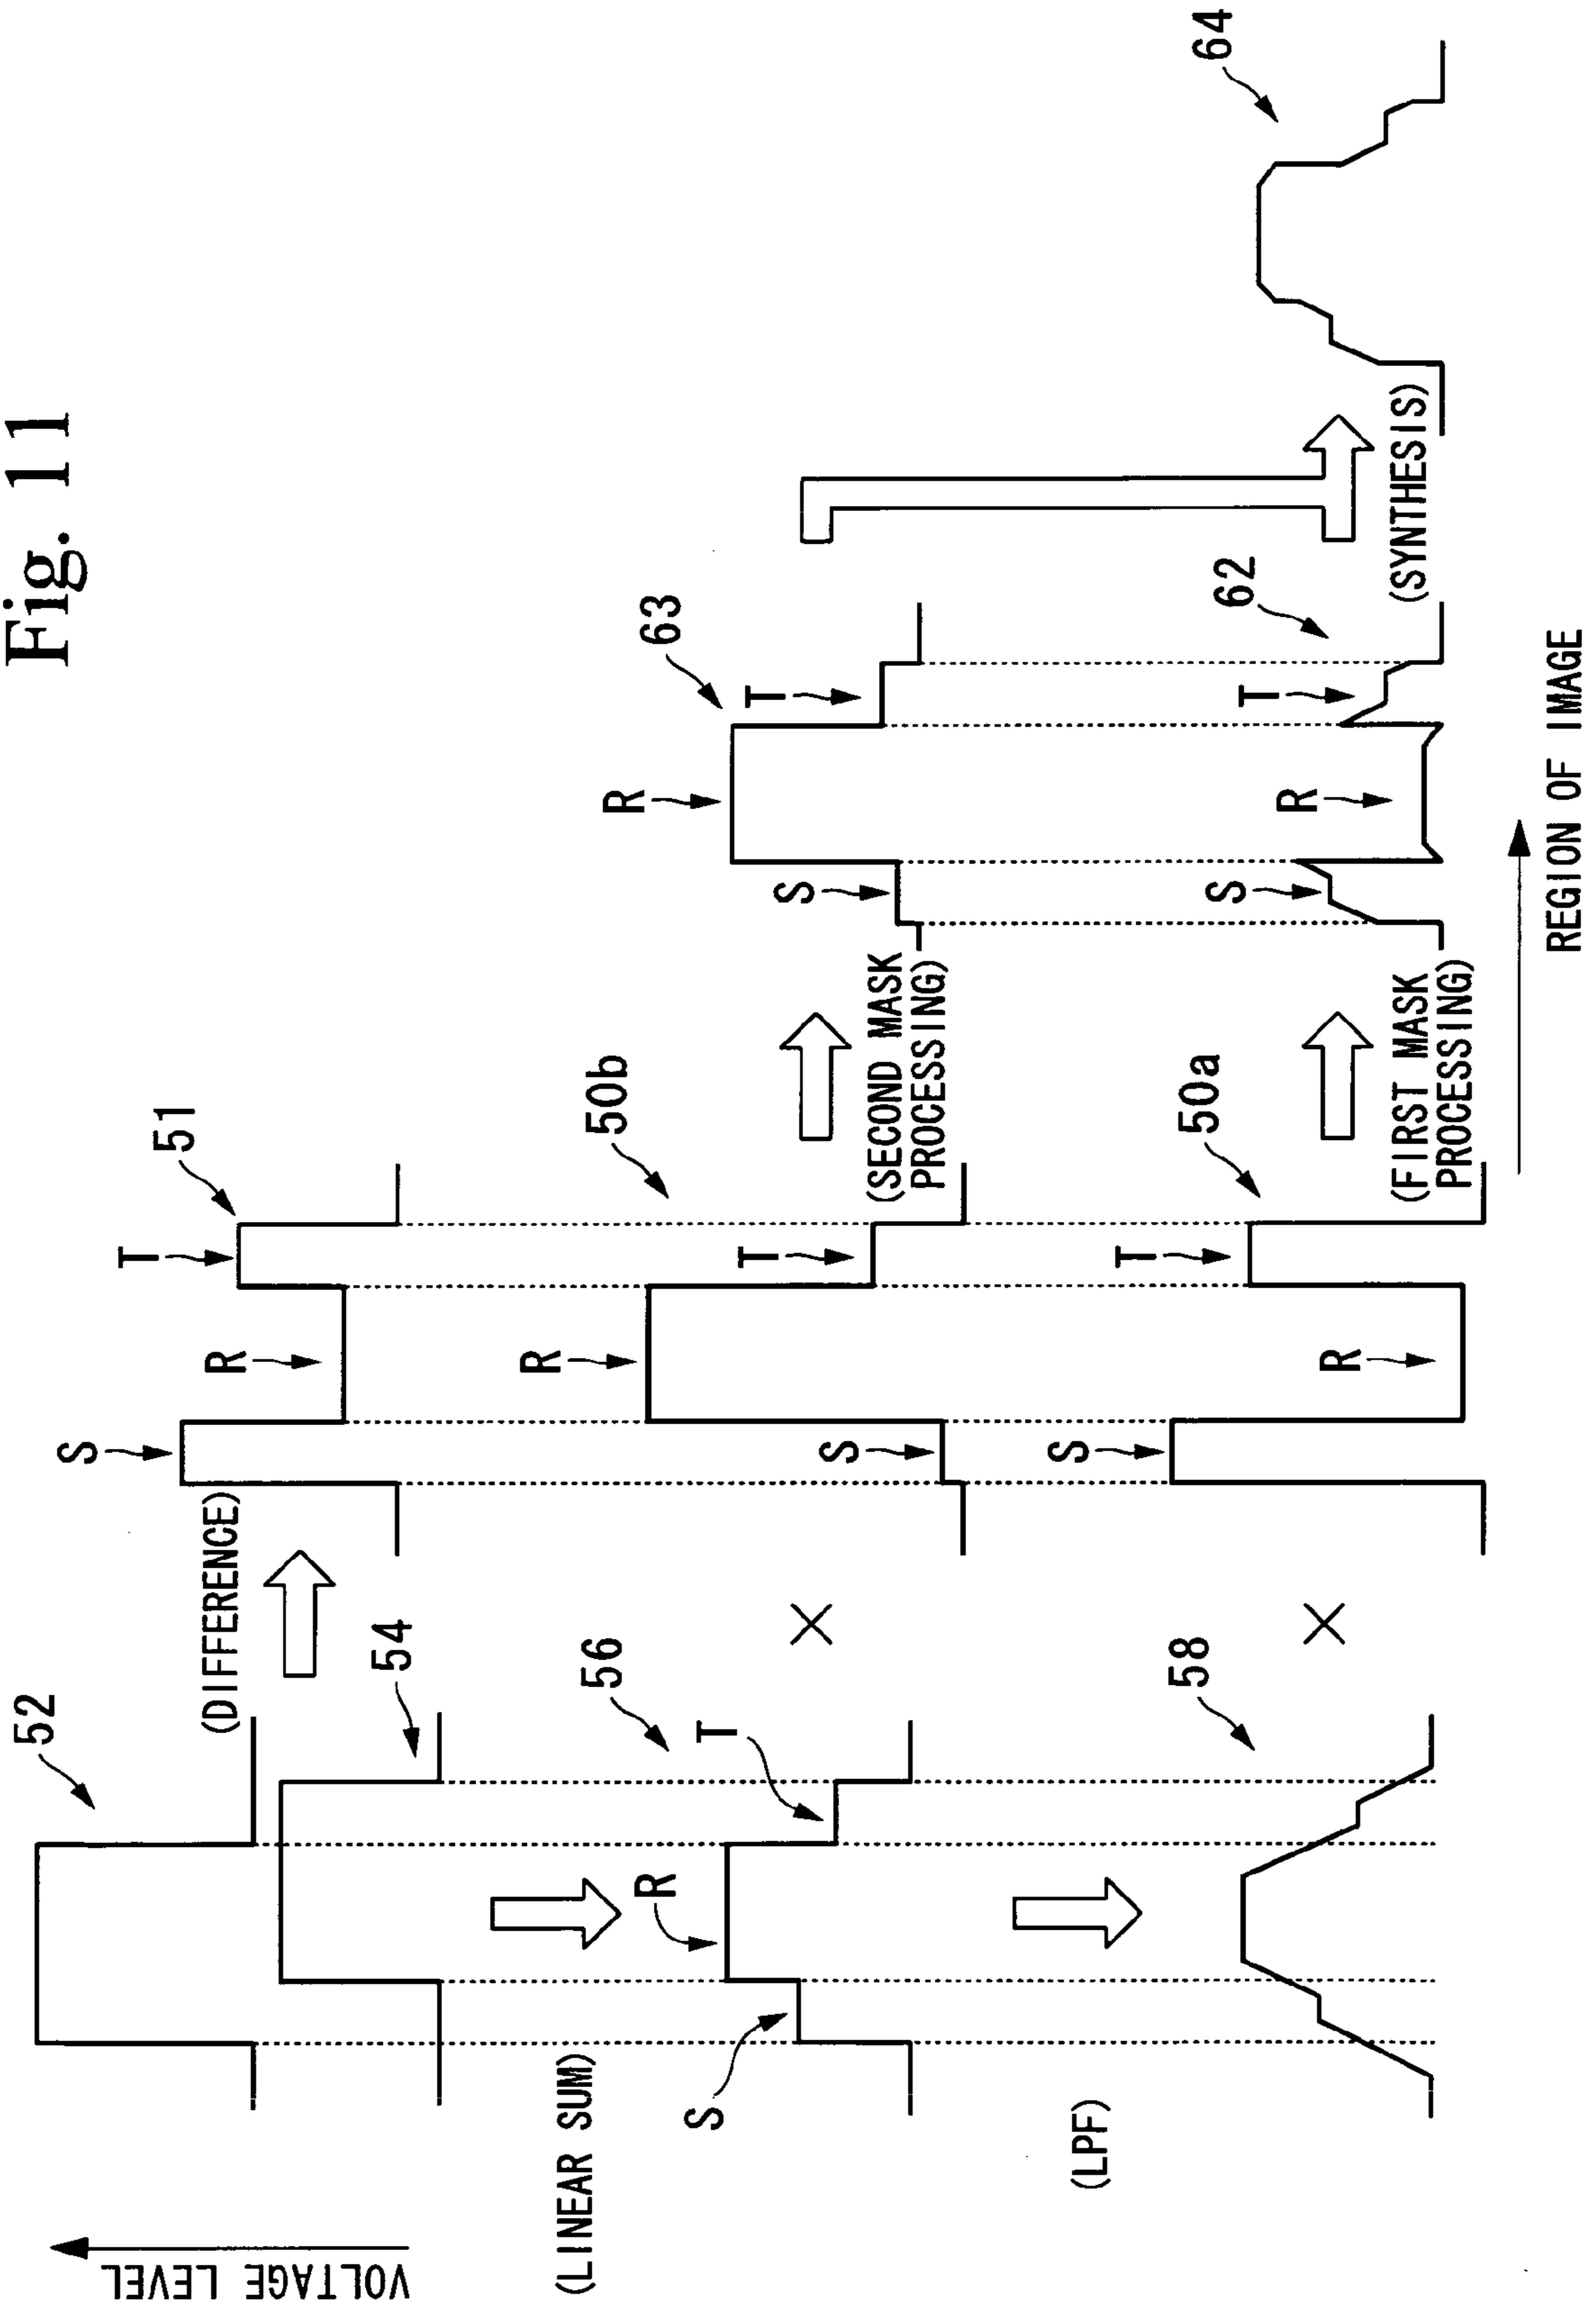 Fig. 11
VOLTAGE LEVEL
52
(DIFFERENCE)
54
(LINEAR SUM)
56
S
R
T
(LPF)
58
×
×
51
S
R
T
50b
S
R
T
50a
S
R
T
(SECOND MASK
PROCESSING)
(FIRST MASK
PROCESSING)
63
S
R
T
62
S
R
T
(SYNTHESIS)
64
REGION OF IMAGE